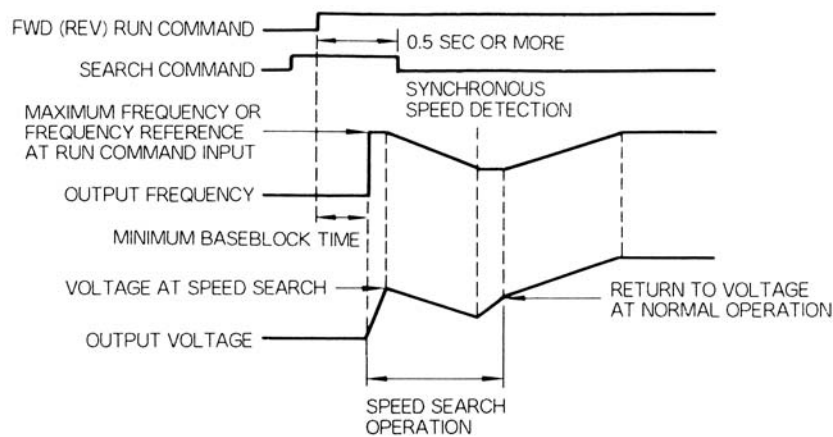 FWD (REV) RUN COMMAND
0.5 SEC OR MORE
SEARCH COMMAND
SYNCHRONOUS
SPEED DETECTION
MAXIMUM FREQUENCY OR
FREQUENCY REFERENCE
AT RUN COMMAND INPUT
OUTPUT FREQUENCY
MINIMUM BASEBLOCK TIME
VOLTAGE AT SPEED SEARCH
RETURN TO VOLTAGE
AT NORMAL OPERATION
OUTPUT VOLTAGE
SPEED SEARCH
OPERATION